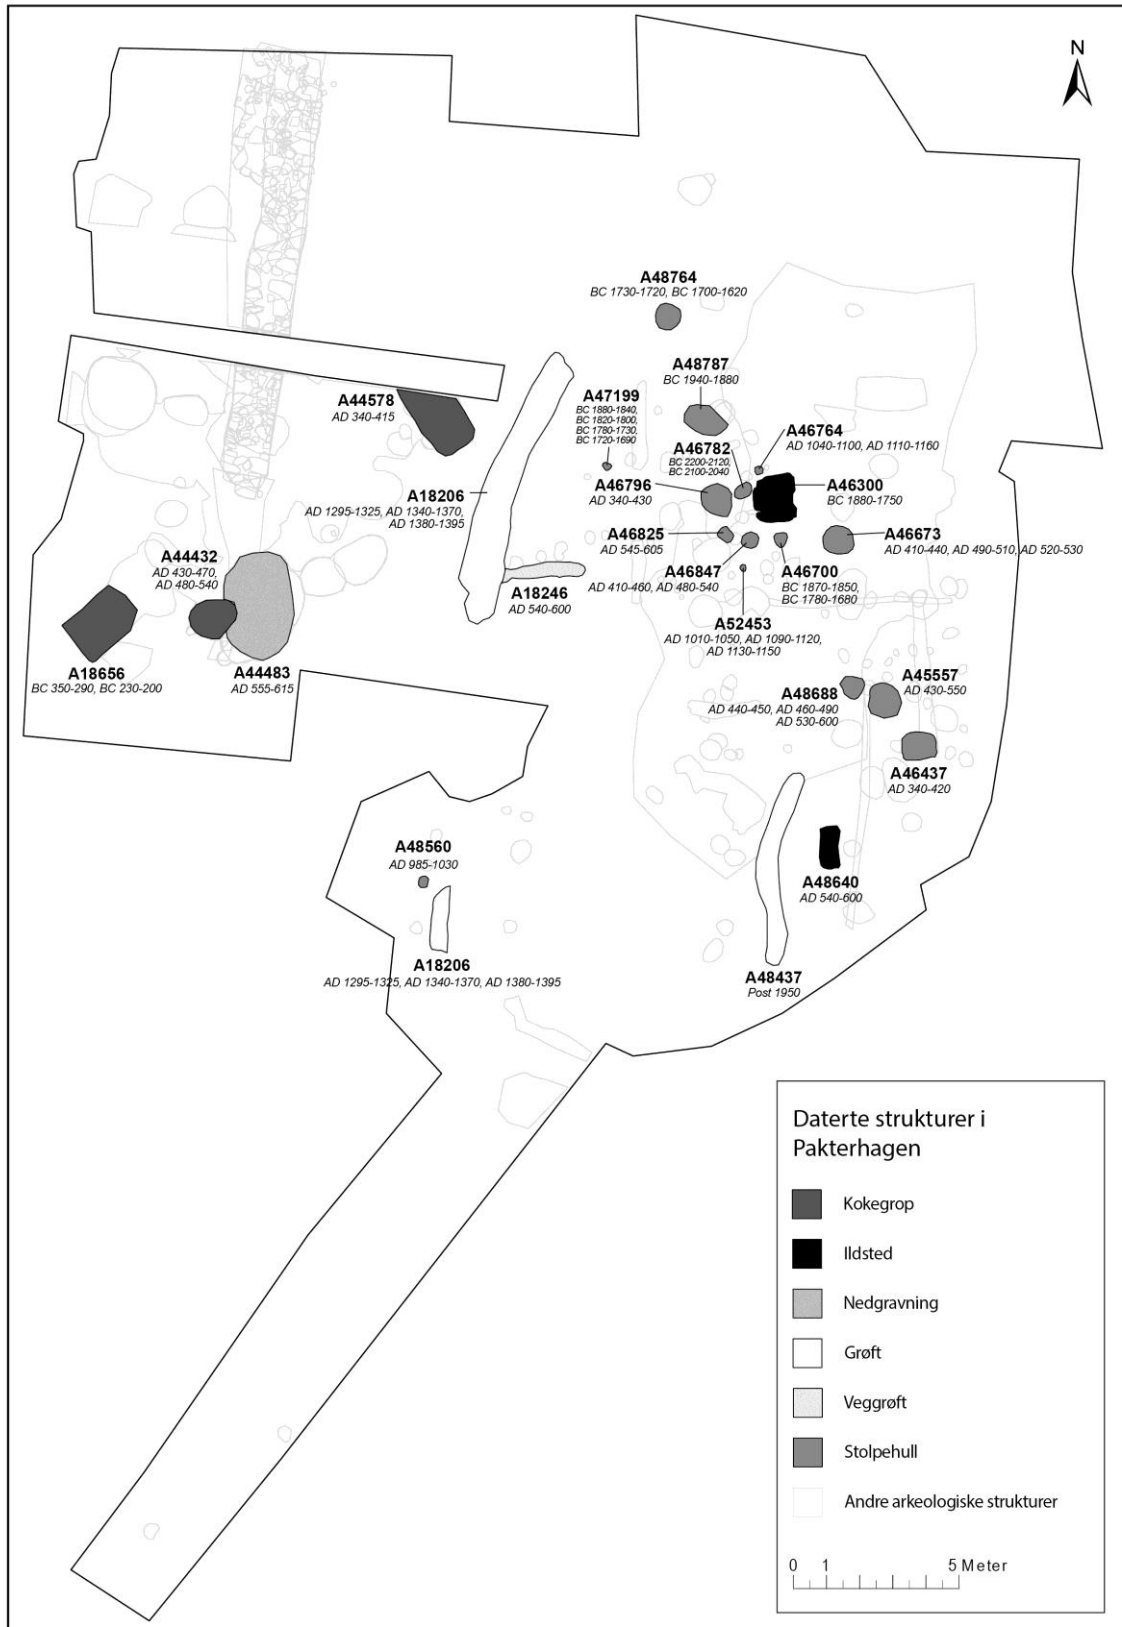 N
A48764
BC 1730-1720, BC 1700-1620
A48787
BC 1940-1880
A47199
BC 1880-1840,
BC 1820-1800,
BC 1780-1730,
BC 1720-1690
A44578
AD 340-415
A46764
AD 1040-1100, AD 1110-1160
A46782
BC 2200-2120,
BC 2100-2040
A46796
AD 340-430
A46300
BC 1880-1750
A18206
AD 1295-1325, AD 1340-1370,
AD 1380-1395
A46825
AD 545-605
A46673
AD 410-440, AD 490-510, AD 520-530
A44432
AD 430-470,
AD 480-540
A46847
AD 410-460, AD 480-540
A46700
BC 1870-1850,
BC 1780-1680
A18246
AD 540-600
A52453
AD 1010-1050, AD 1090-1120,
AD 1130-1150
A18656
BC 350-290, BC 230-200
A44483
AD 555-615
A45557
AD 430-550
A48688
AD 440-450, AD 460-490
AD 530-600
A46437
AD 340-420
A48560
AD 985-1030
A48640
AD 540-600
A18206
AD 1295-1325, AD 1340-1370, AD 1380-1395
A48437
Post 1950
Daterte strukturer i
Pakterhagen
Kokegrop
Ildsted
Nedgravning
Grøft
Veggrøft
Stolpehull
Andre arkeologiske strukturer
0 1 5 Meter